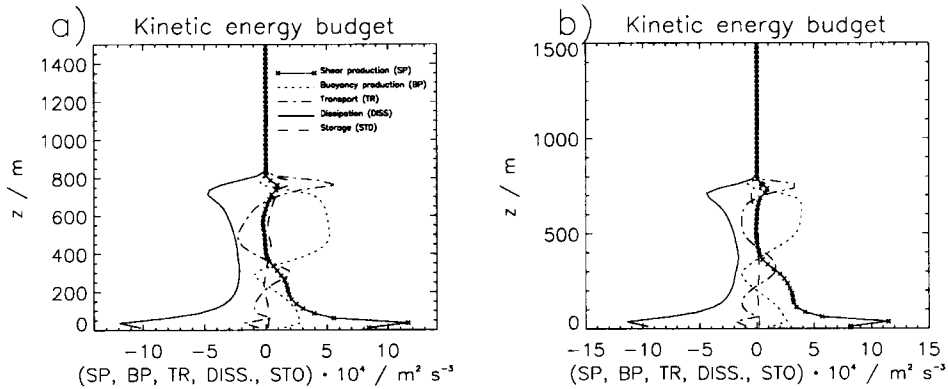 a)
Kinetic energy budget
1400
1200
1000
800
600
400
200
0
z / m
Shear production (SP)
Buoyancy production (BP)
Transport (TR)
Dissipation (DISS)
Storage (STO)
-10 -5 0 5 10
(SP, BP, TR, DISS., STO) · 10⁴ / m² s⁻³
b)
Kinetic energy budget
1500
1000
500
0
z / m
-15 -10 -5 0 5 10 15
(SP, BP, TR, DISS., STO) · 10⁴ / m² s⁻³